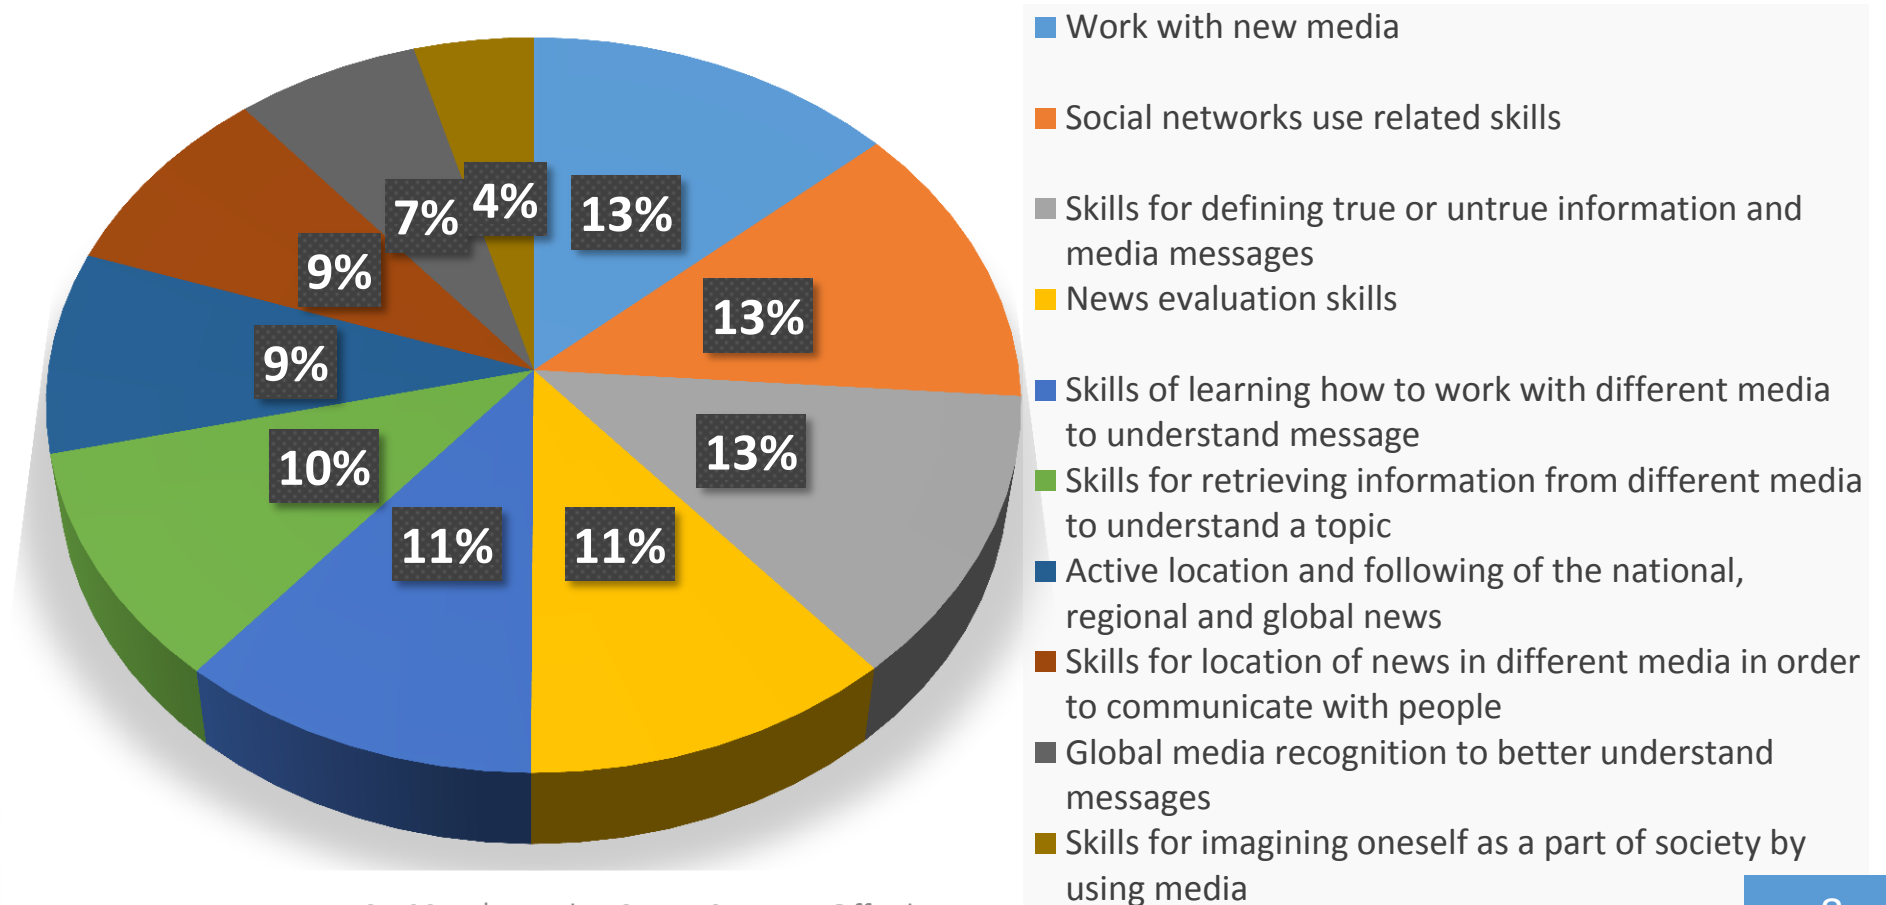 13%
13%
13%
11%
11%
10%
9%
9%
7%
4%
Work with new media
Social networks use related skills
Skills for defining true or untrue information and
media messages
News evaluation skills
Skills of learning how to work with different media
to understand message
Skills for retrieving information from different media
to understand a topic
Active location and following of the national,
regional and global news
Skills for location of news in different media in order
to communicate with people
Global media recognition to better understand
messages
Skills for imagining oneself as a part of society by
using media